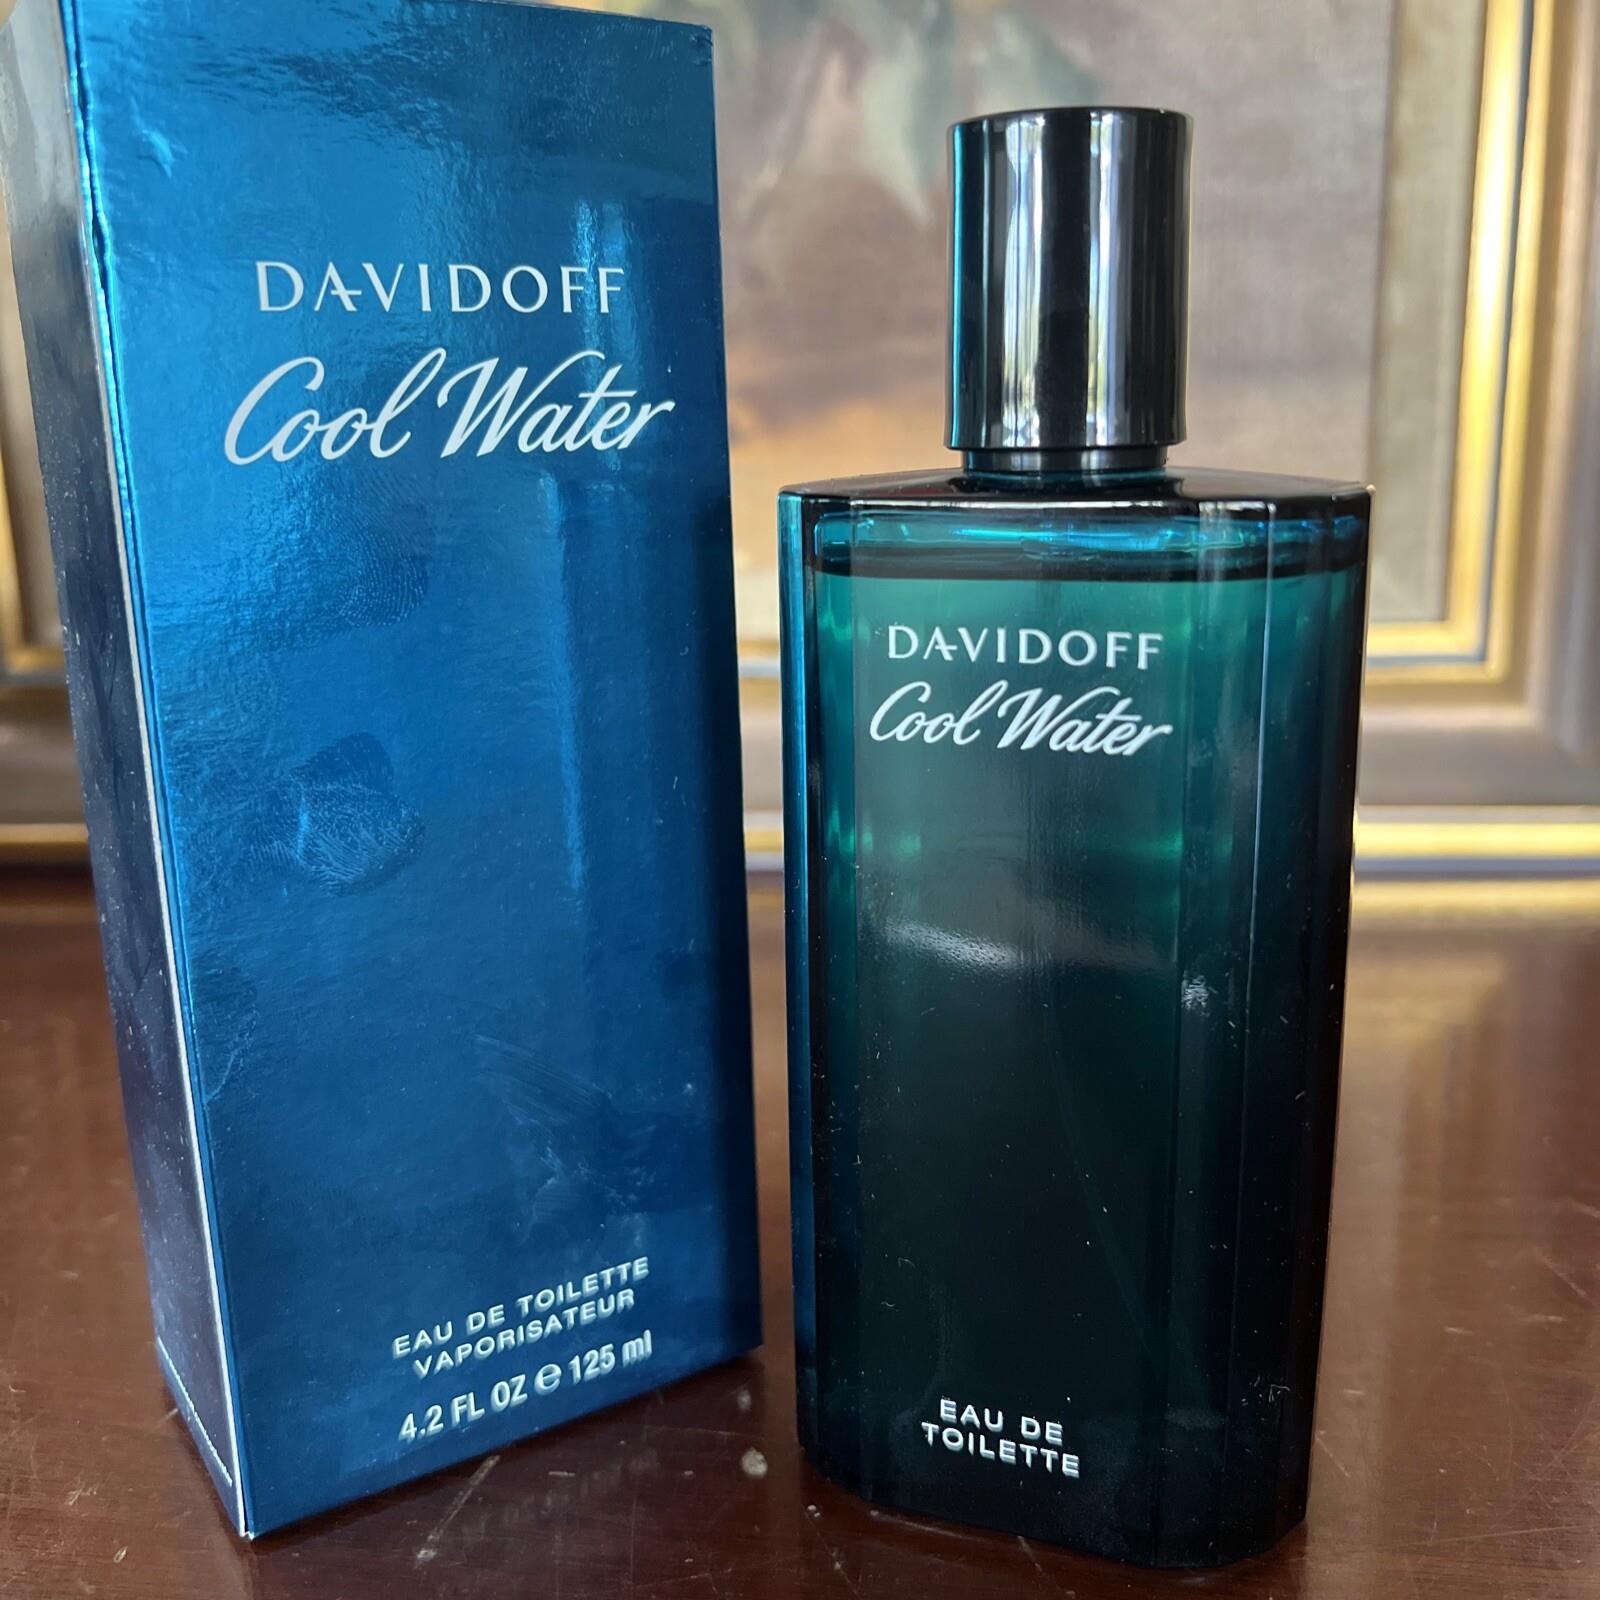 DAVIDOFF
Cool Water
EAU DE TOILETTE
VAPORISATEUR
4.2 FL OZ ℮ 125 ml
DAVIDOFF
Cool Water
EAU DE
TOILETTE